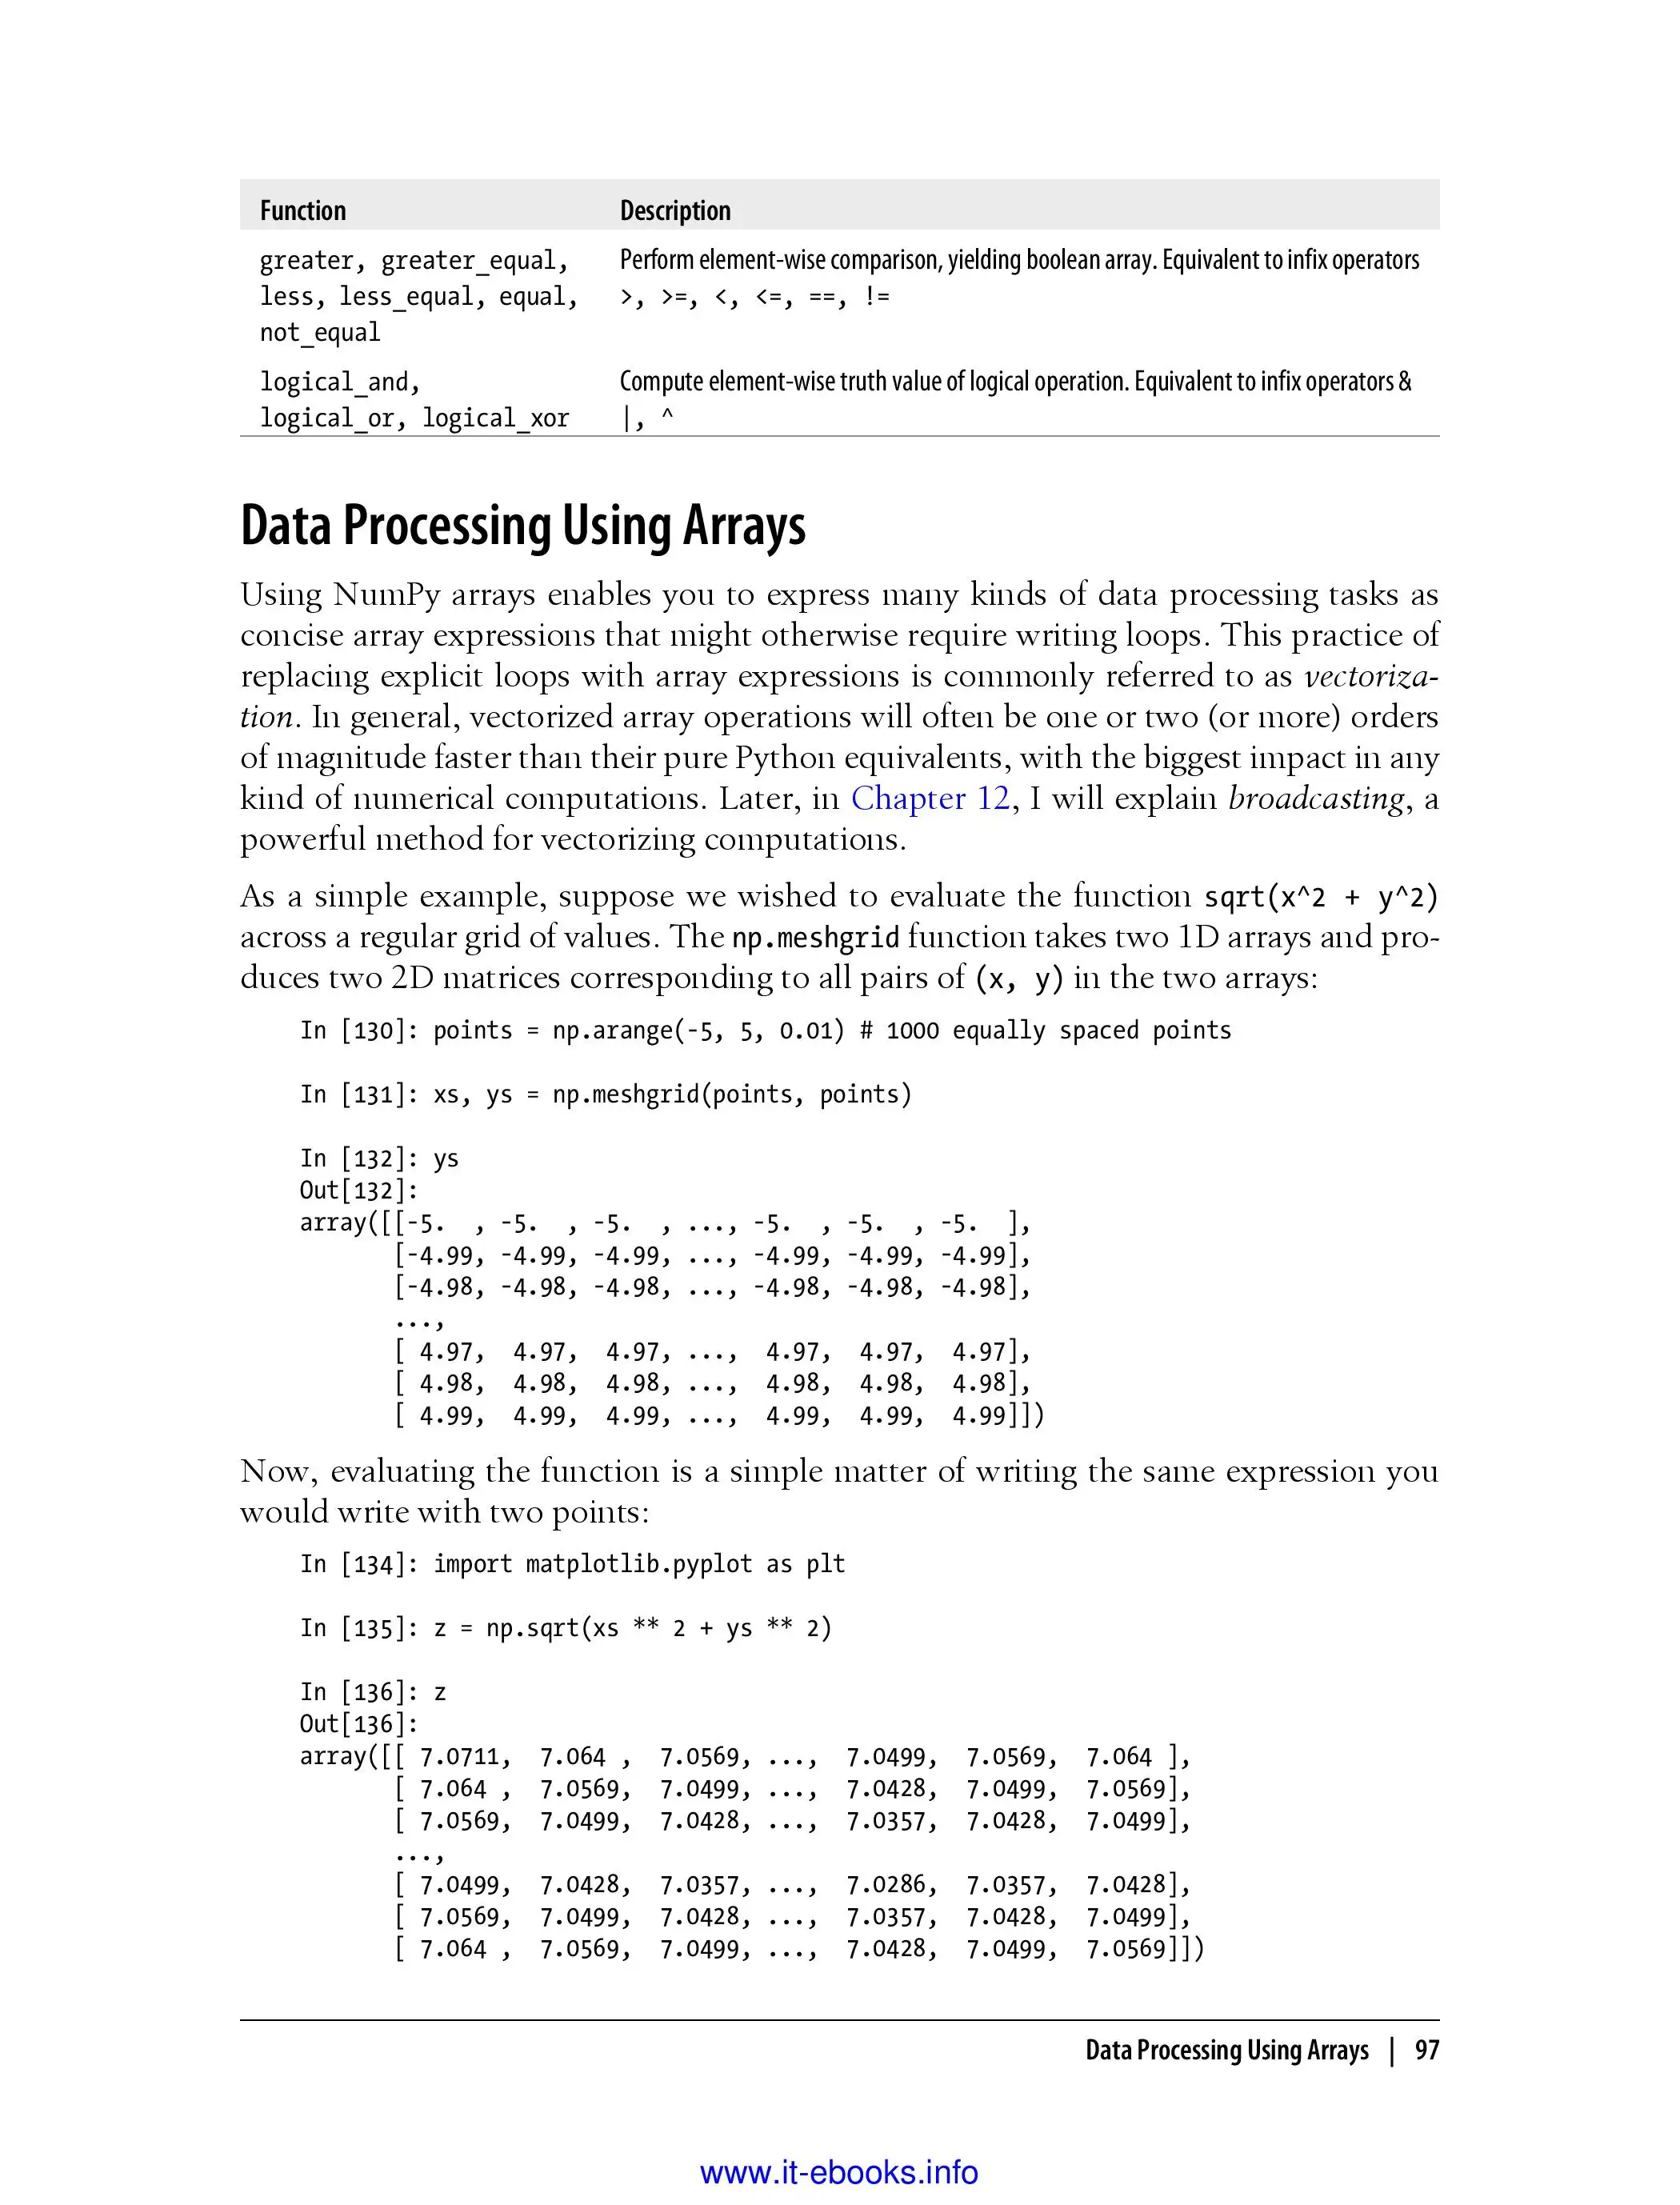 Function Description
greater, greater_equal, Perform element-wise comparison, yielding boolean array. Equivalent to infix operators
less, less_equal, equal, >, >=, <, <=, ==, !=
not_equal
logical_and, Compute element-wise truth value of logical operation. Equivalent to infix operators &
logical_or, logical_xor |, ^
Data Processing Using Arrays
Using NumPy arrays enables you to express many kinds of data processing tasks as
concise array expressions that might otherwise require writing loops. This practice of
replacing explicit loops with array expressions is commonly referred to as vectoriza-
tion. In general, vectorized array operations will often be one or two (or more) orders
of magnitude faster than their pure Python equivalents, with the biggest impact in any
kind of numerical computations. Later, in Chapter 12, I will explain broadcasting, a
powerful method for vectorizing computations.
As a simple example, suppose we wished to evaluate the function sqrt(x^2 + y^2)
across a regular grid of values. The np.meshgrid function takes two 1D arrays and pro-
duces two 2D matrices corresponding to all pairs of (x, y) in the two arrays:
In [130]: points = np.arange(-5, 5, 0.01) # 1000 equally spaced points
In [131]: xs, ys = np.meshgrid(points, points)
In [132]: ys
Out[132]:
array([[-5.  , -5.  , -5.  , ..., -5.  , -5.  , -5.  ],
[-4.99, -4.99, -4.99, ..., -4.99, -4.99, -4.99],
[-4.98, -4.98, -4.98, ..., -4.98, -4.98, -4.98],
...,
[ 4.97,  4.97,  4.97, ...,  4.97,  4.97,  4.97],
[ 4.98,  4.98,  4.98, ...,  4.98,  4.98,  4.98],
[ 4.99,  4.99,  4.99, ...,  4.99,  4.99,  4.99]])
Now, evaluating the function is a simple matter of writing the same expression you
would write with two points:
In [134]: import matplotlib.pyplot as plt
In [135]: z = np.sqrt(xs ** 2 + ys ** 2)
In [136]: z
Out[136]:
array([[ 7.0711,  7.064 ,  7.0569, ...,  7.0499,  7.0569,  7.064 ],
[ 7.064 ,  7.0569,  7.0499, ...,  7.0428,  7.0499,  7.0569],
[ 7.0569,  7.0499,  7.0428, ...,  7.0357,  7.0428,  7.0499],
...,
[ 7.0499,  7.0428,  7.0357, ...,  7.0286,  7.0357,  7.0428],
[ 7.0569,  7.0499,  7.0428, ...,  7.0357,  7.0428,  7.0499],
[ 7.064 ,  7.0569,  7.0499, ...,  7.0428,  7.0499,  7.0569]])
Data Processing Using Arrays | 97
www.it-ebooks.info